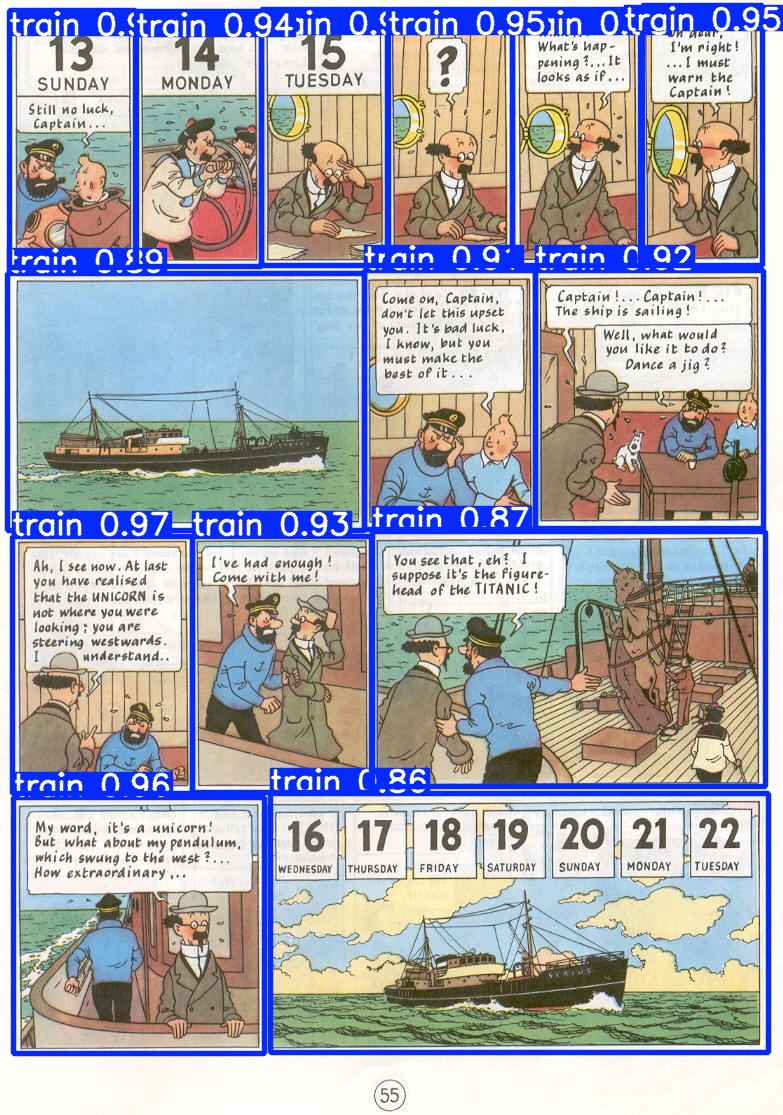 train 0.9
train 0.94
train 0.9
train 0.95
in 0.
train 0.95
13
SUNDAY
Still no luck,
Captain...
14
MONDAY
15
TUESDAY
?
What's hap-
pening?...It
looks as if...
Oh dear,
I'm right!
...I must
warn the
Captain!
train 0.89
train 0.91
Come on, Captain,
don't let this upset
you. It's bad luck,
I know, but you
must make the
best of it...
train 0.92
Captain!...Captain!...
The ship is sailing!
Well, what would
you like it to do?
Dance a jig?
train 0.97
Ah, I see now. At last
you have realised
that the UNICORN is
not where you were
looking; you are
steering westwards.
I understand..
train 0.93
I've had enough!
Come with me!
train 0.87
You see that, eh? I
suppose it's the figure-
head of the TITANIC!
train 0.96
My word, it's a unicorn!
But what about my pendulum,
which swung to the west?...
How extraordinary...
train 0.86
16
WEDNESDAY
17
THURSDAY
18
FRIDAY
19
SATURDAY
20
SUNDAY
21
MONDAY
22
TUESDAY
SIRIUS
55